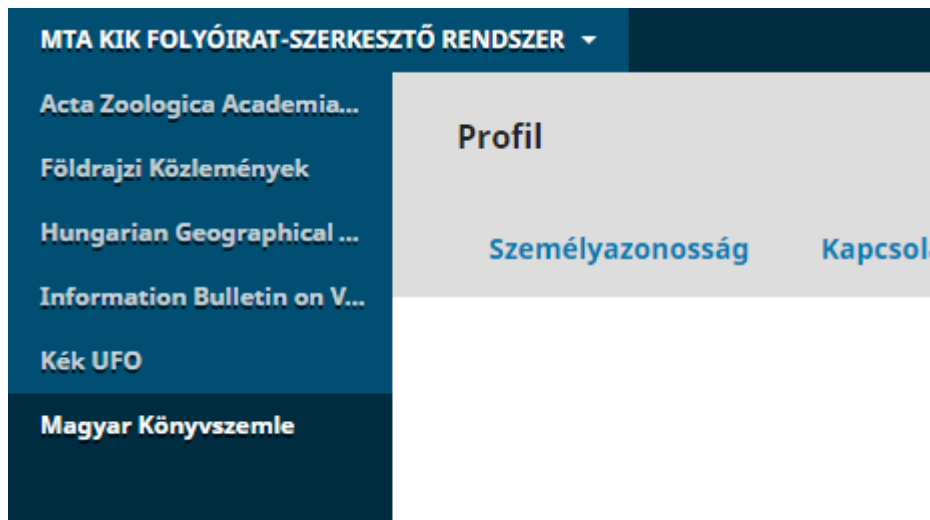 MTA KIK FOLYÓIRAT-SZERKESZTŐ RENDSZER
Acta Zoologica Academia...
Földrajzi Közlemények
Hungarian Geographical ...
Information Bulletin on V...
Kék UFO
Magyar Könyvszemle
Profil
Személyazonosság Kapcsol